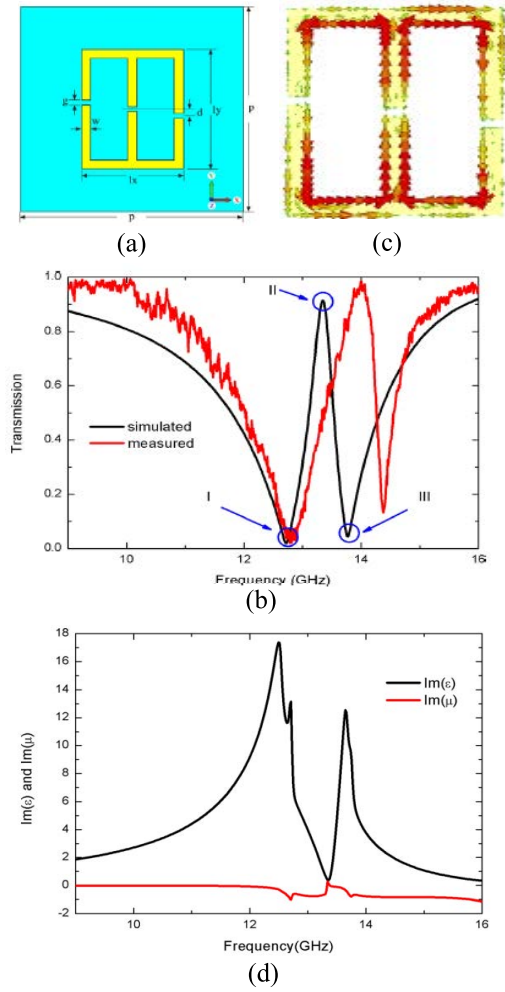 g
w
ly
d
lx
p
p
(a)
(c)
1.0
0.8
0.6
0.4
0.2
0.0
Transmission
II
simulated
measured
I
III
10
12
14
16
Frequency (GHz)
(b)
18
16
14
12
10
8
6
4
2
0
-2
Im(ε) and Im(μ)
Im(ε)
Im(μ)
10
12
14
16
Frequency(GHz)
(d)